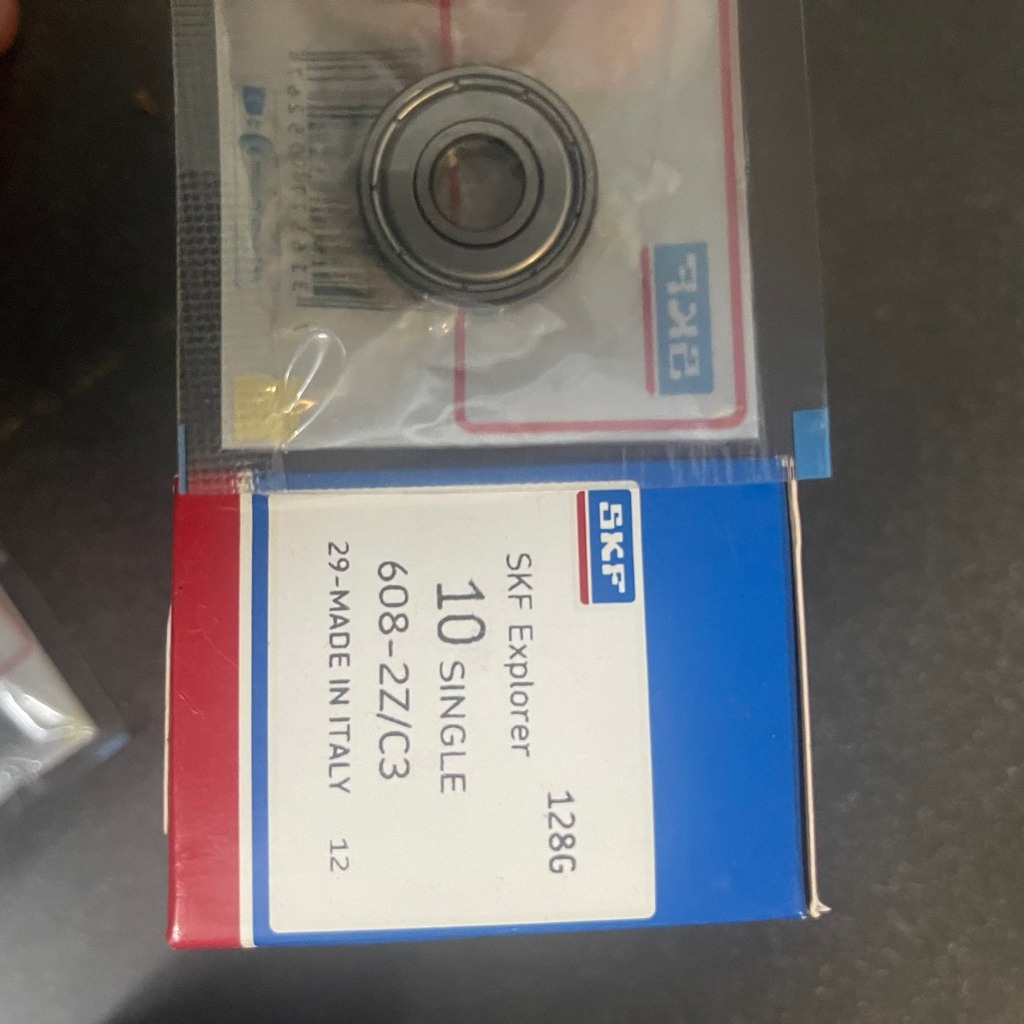 SKF
SKF
128G
SKF Explorer
10 SINGLE
608-2Z/C3
29-MADE IN ITALY 12